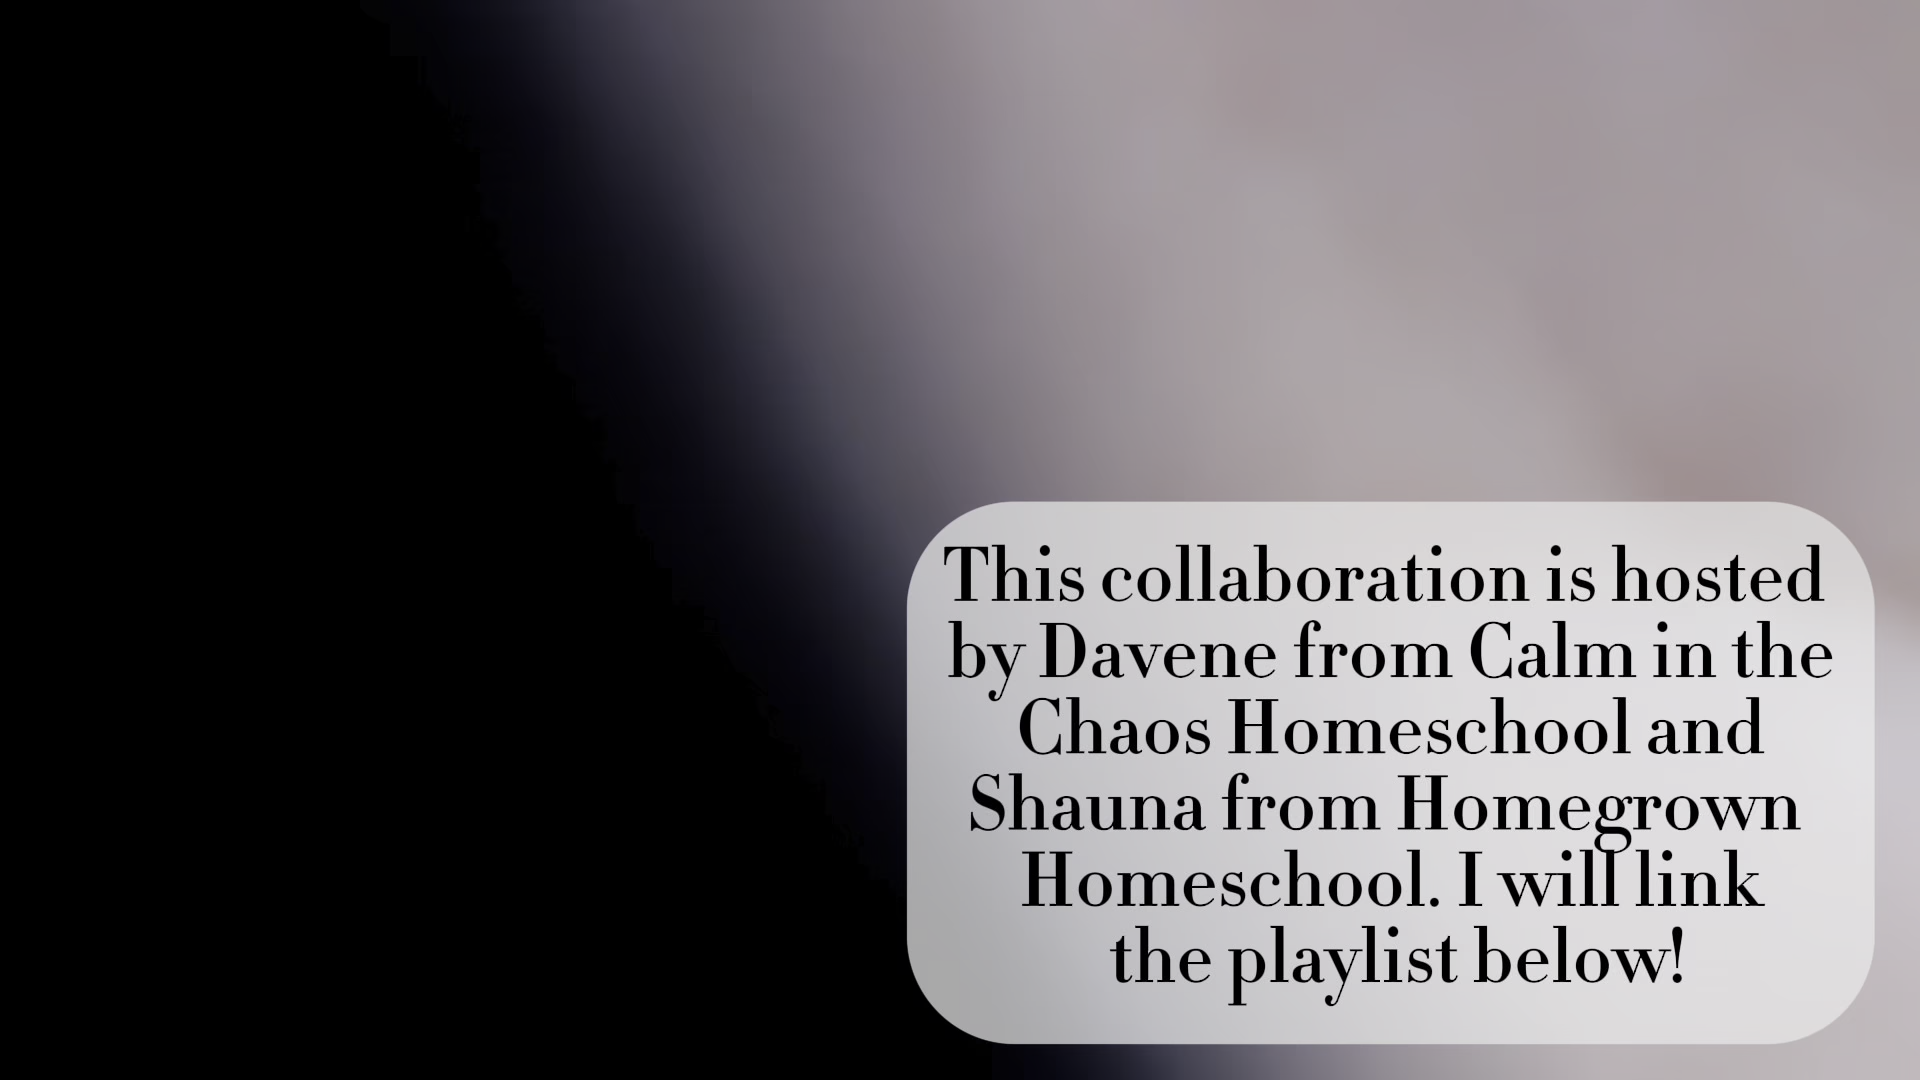 This collaboration is hosted
by Davene from Calm in the
Chaos Homeschool and
Shauna from Homegrown
Homeschool. I will link
the playlist below!